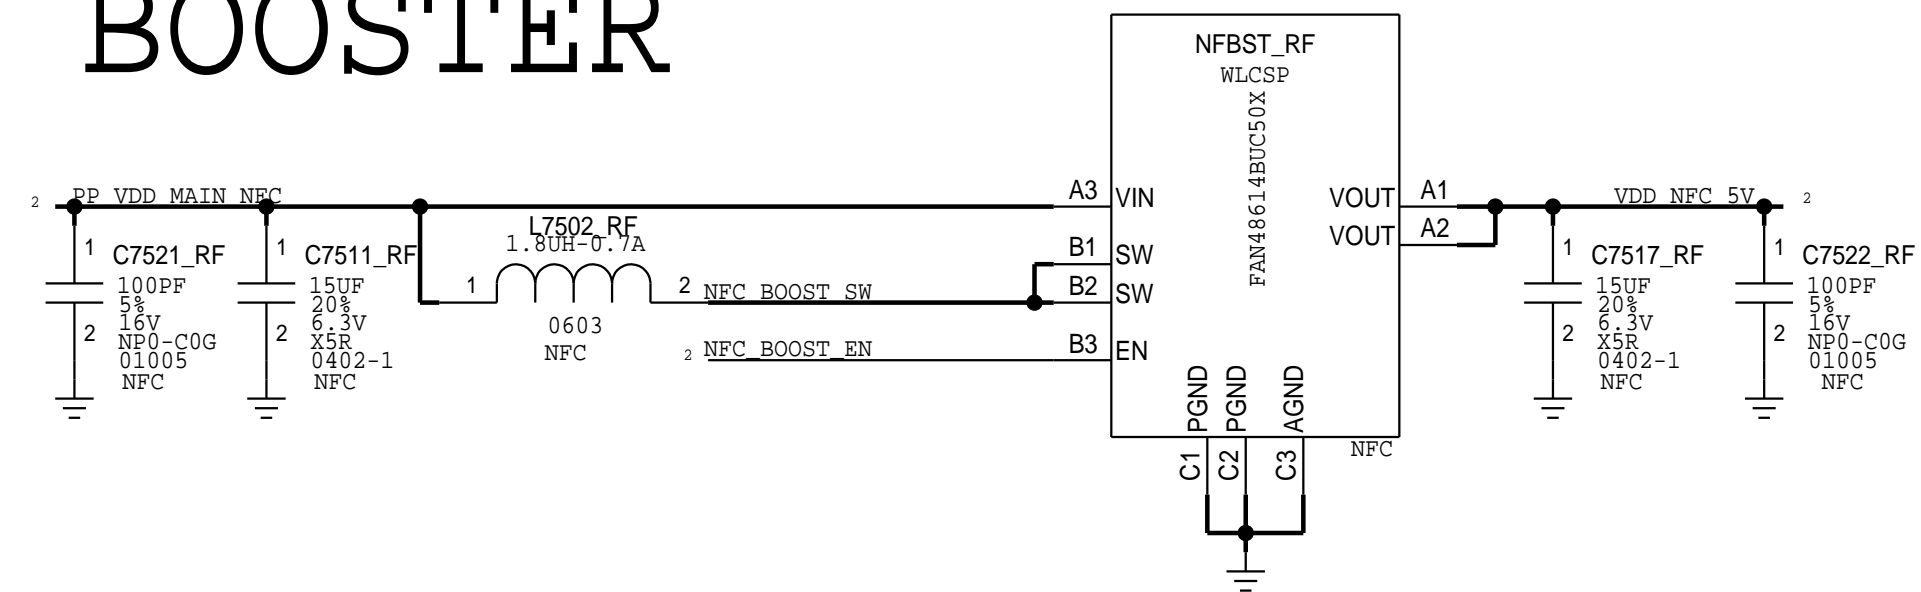 BOOSTER
NFBST_RF
WLCSP
FAN48614BUC50X
2
PP_VDD_MAIN_NFC
A3
VIN
VOUT
A1
VDD_NFC_5V
2
L7502_RF
1.8UH-0.7A
VOUT
A2
1
C7521_RF
100PF
5%
16V
2
NP0-C0G
01005
NFC
1
C7511_RF
15UF
20%
6.3V
2
X5R
0402-1
NFC
1
2
0603
NFC
NFC_BOOST_SW
B1
SW
B2
SW
2
NFC_BOOST_EN
B3
EN
1
C7517_RF
15UF
20%
6.3V
2
X5R
0402-1
NFC
1
C7522_RF
100PF
5%
16V
2
NP0-C0G
01005
NFC
PGND
PGND
AGND
NFC
C1
C2
C3